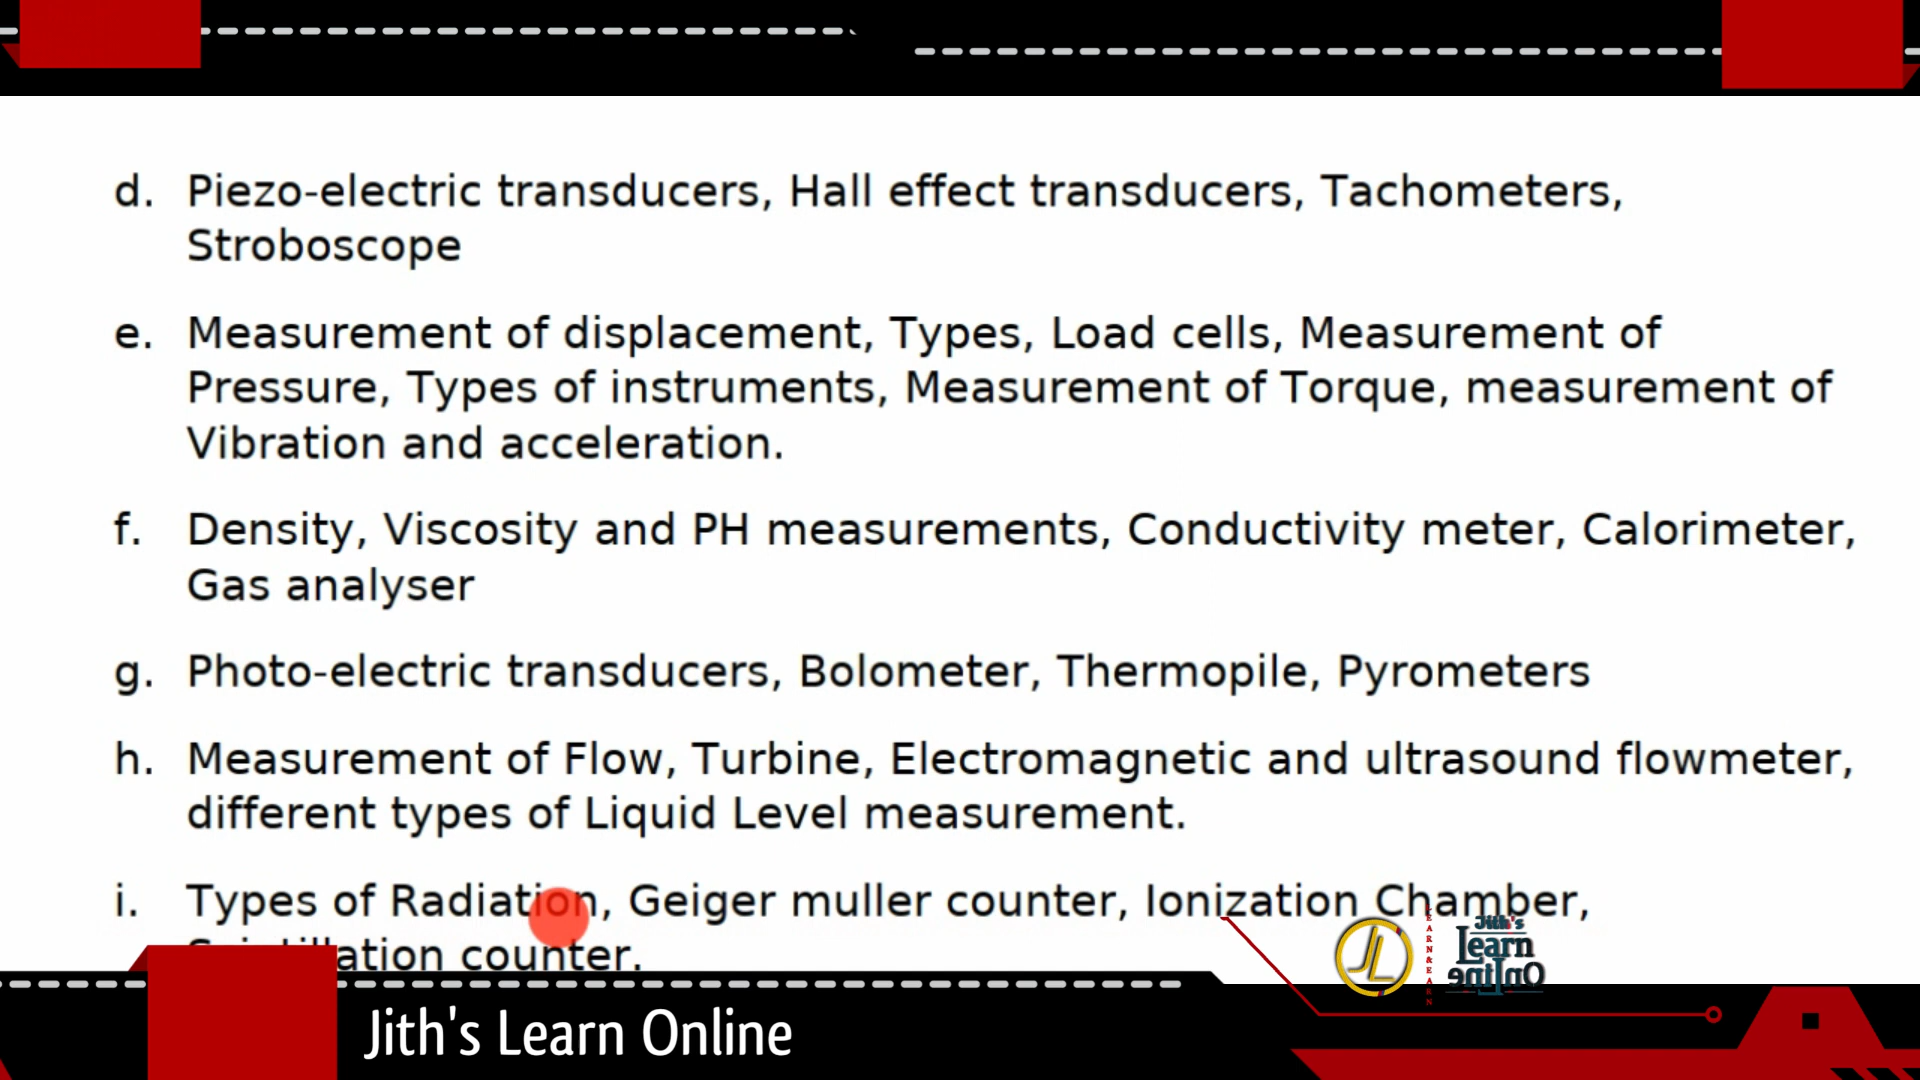 d. Piezo-electric transducers, Hall effect transducers, Tachometers,
Stroboscope
e. Measurement of displacement, Types, Load cells, Measurement of
Pressure, Types of instruments, Measurement of Torque, measurement of
Vibration and acceleration.
f. Density, Viscosity and PH measurements, Conductivity meter, Calorimeter,
Gas analyser
g. Photo-electric transducers, Bolometer, Thermopile, Pyrometers
h. Measurement of Flow, Turbine, Electromagnetic and ultrasound flowmeter,
different types of Liquid Level measurement.
i. Types of Radiation, Geiger muller counter, Ionization Chamber,
counter.
JL
LEARN&EARN
Jith's
Learn
Online
Jith's Learn Online